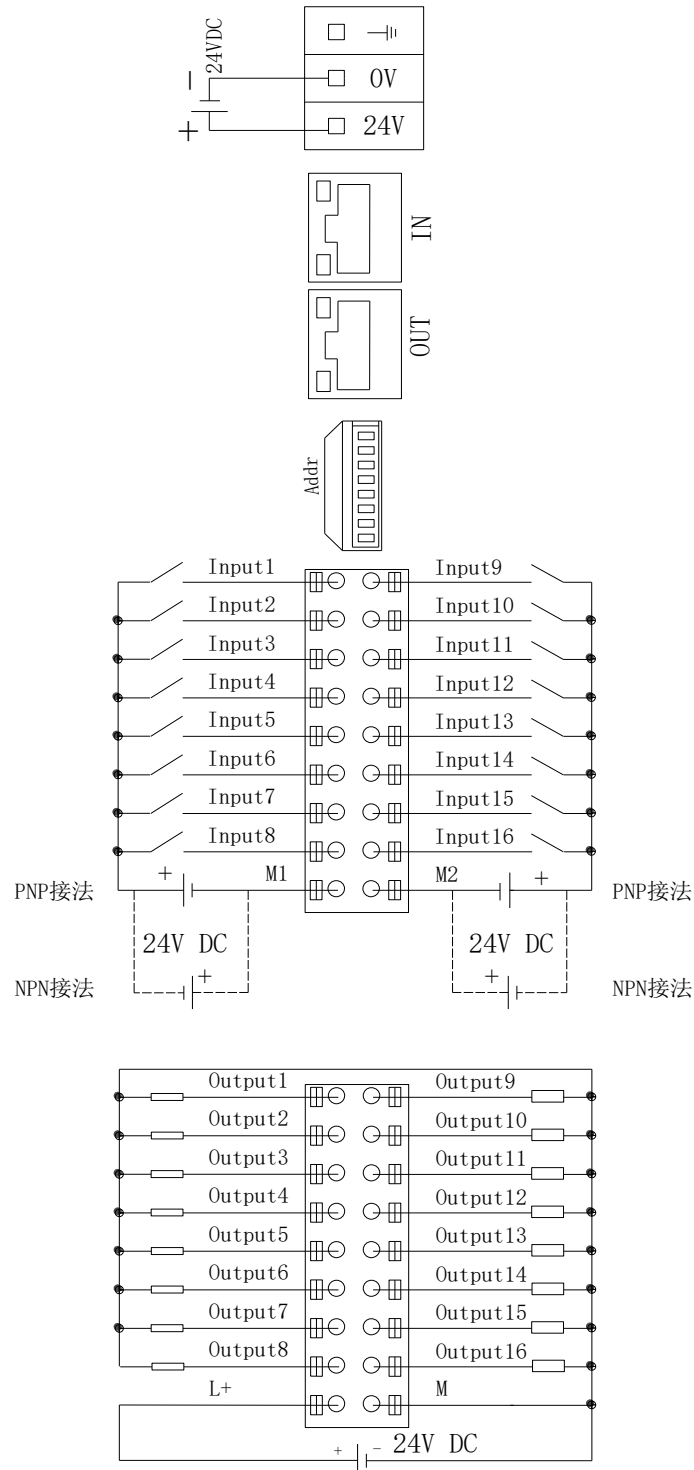 24VDC
-
0V
+
24V
IN
OUT
Addr
Input1
Input9
Input2
Input10
Input3
Input11
Input4
Input12
Input5
Input13
Input6
Input14
Input7
Input15
Input8
Input16
+
M1
M2
+
PNP接法
PNP接法
24V DC
24V DC
+
+
NPN接法
NPN接法
Output1
Output9
Output2
Output10
Output3
Output11
Output4
Output12
Output5
Output13
Output6
Output14
Output7
Output15
Output8
Output16
L+
M
+ - 24V DC